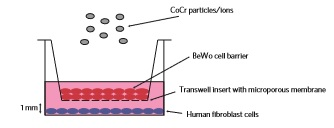 CoCr particles/ions
BeWo cell barrier
Transwell insert with microporous membrane
1 mm
Human fibroblast cells